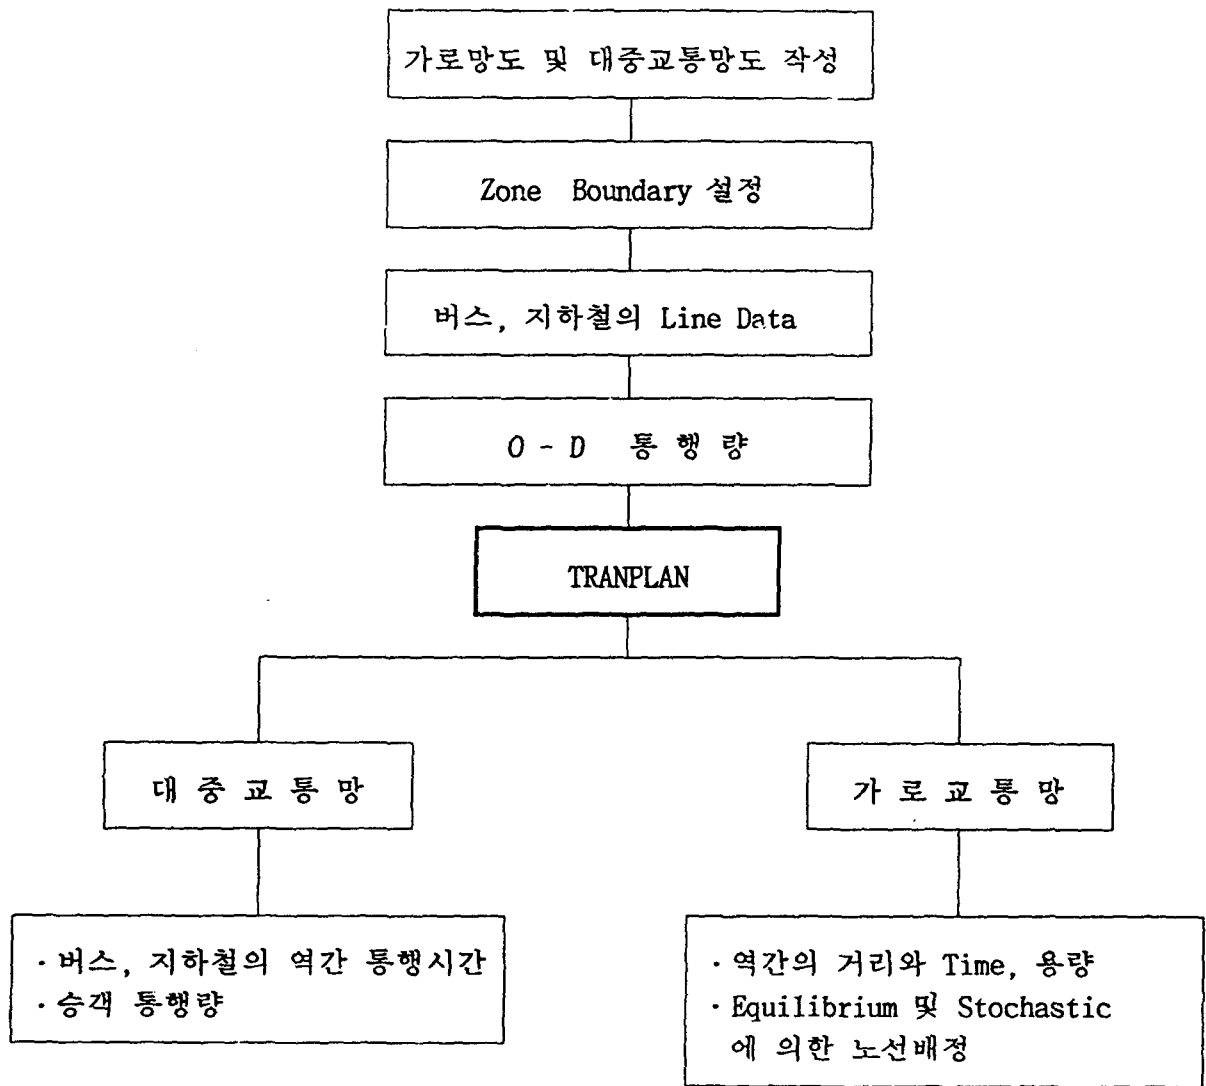 가로망도 및 대중교통망도 작성
Zone Boundary 설정
버스, 지하철의 Line Data
O - D 통 행 량
TRANPLAN
대 중 교 통 망
가 로 교 통 망
· 버스, 지하철의 역간 통행시간
· 승객 통행량
· 역간의 거리와 Time, 용량
· Equilibrium 및 Stochastic
에 의한 노선배정